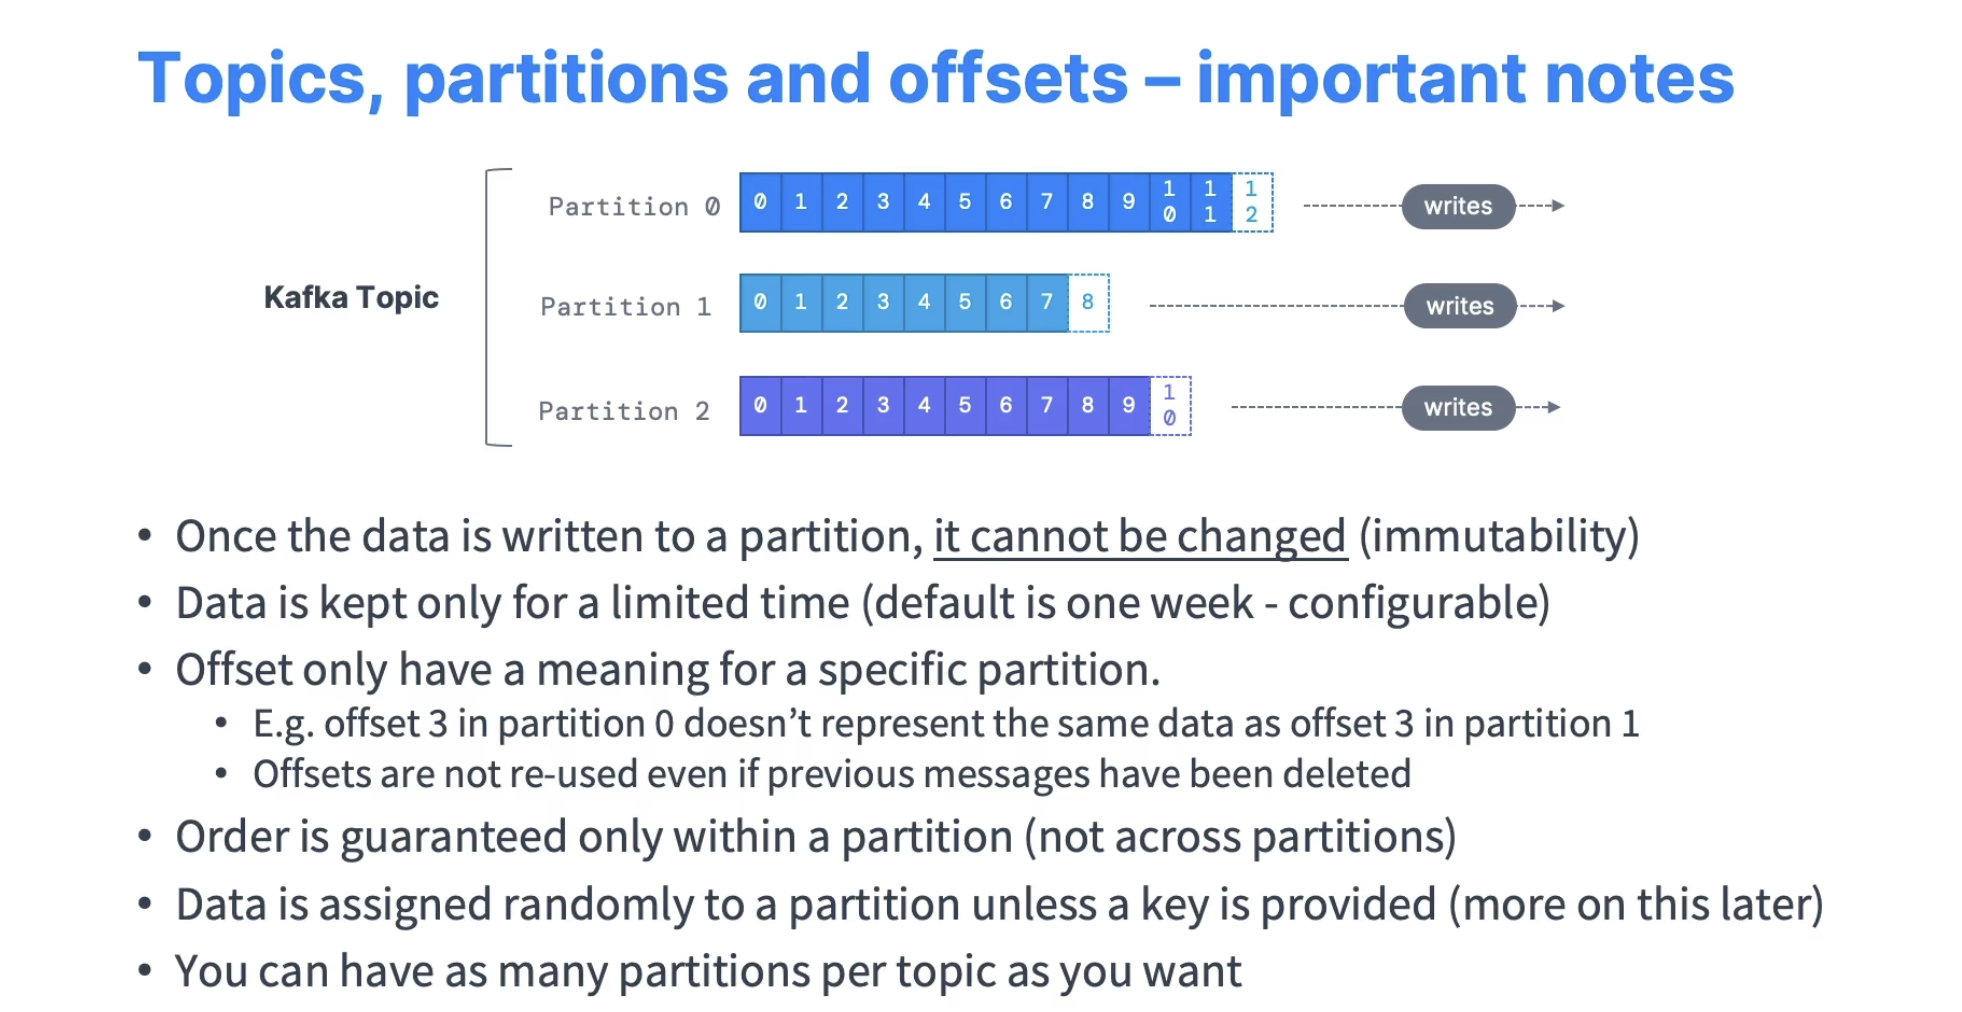 Topics, partitions and offsets – important notes
Partition 0 0 1 2 3 4 5 6 7 8 9 10 11 12 writes
Kafka Topic
Partition 1 0 1 2 3 4 5 6 7 8 writes
Partition 2 0 1 2 3 4 5 6 7 8 9 10 writes
• Once the data is written to a partition, it cannot be changed (immutability)
• Data is kept only for a limited time (default is one week - configurable)
• Offset only have a meaning for a specific partition.
• E.g. offset 3 in partition 0 doesn’t represent the same data as offset 3 in partition 1
• Offsets are not re-used even if previous messages have been deleted
• Order is guaranteed only within a partition (not across partitions)
• Data is assigned randomly to a partition unless a key is provided (more on this later)
• You can have as many partitions per topic as you want